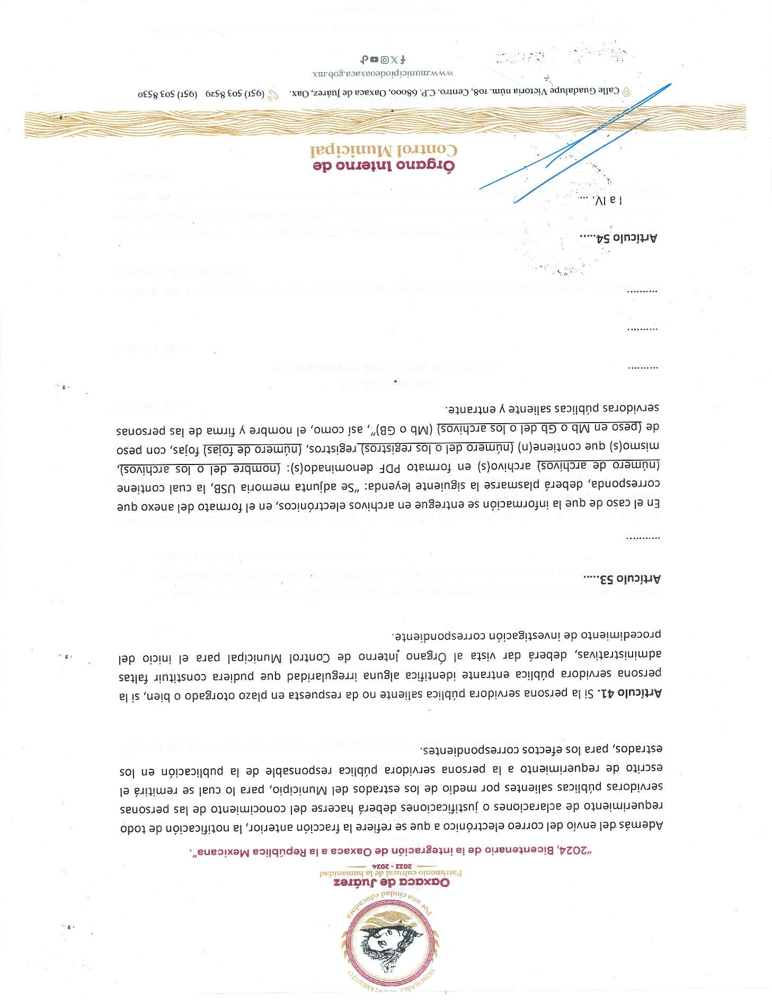 HONORABLE AYUNTAMIENTO
Por una ciudad educadora
Oaxaca de Juárez
Patrimonio cultural de la humanidad
2022 - 2024
"2024, Bicentenario de la integración de Oaxaca a la República Mexicana".
Además del envío del correo electrónico a que se refiere la fracción anterior, la notificación de todo
requerimiento de aclaraciones o justificaciones deberá hacerse del conocimiento de las personas
servidoras públicas salientes por medio de los estrados del Municipio, para lo cual se remitirá el
escrito de requerimiento a la persona servidora pública responsable de la publicación en los
estrados, para los efectos correspondientes.
Artículo 41. Si la persona servidora pública saliente no da respuesta en plazo otorgado o bien, si la
persona servidora pública entrante identifica alguna irregularidad que pudiera constituir faltas
administrativas, deberá dar vista al Órgano Interno de Control Municipal para el inicio del
procedimiento de investigación correspondiente.
Artículo 53.....
...........
En el caso de que la información se entregue en archivos electrónicos, en el formato del anexo que
corresponda, deberá plasmarse la siguiente leyenda: "Se adjunta memoria USB, la cual contiene
(número de archivos) archivo(s) en formato PDF denominado(s): (nombre del o los archivos),
mismo(s) que contiene(n) (número del o los registros) registros, (número de fojas) fojas, con peso
de (peso en Mb o Gb del o los archivos) (Mb o GB)", así como, el nombre y firma de las personas
servidoras públicas saliente y entrante.
..........
..........
..........
Artículo 54.....
I a IV. ...
Órgano Interno de
Control Municipal
Calle Guadalupe Victoria núm. 108, Centro. C.P. 68000, Oaxaca de Juárez, Oax. (951) 503 8529 (951) 503 8530
www.municipiodeoaxaca.gob.mx